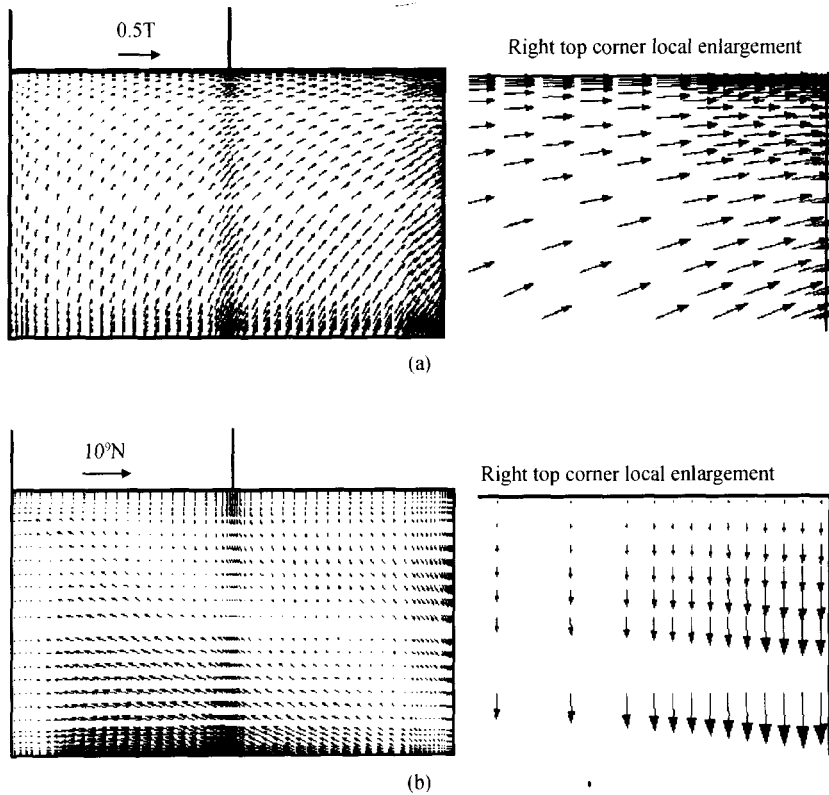 0.5T
Right top corner local enlargement
(a)
10⁹N
Right top corner local enlargement
(b)